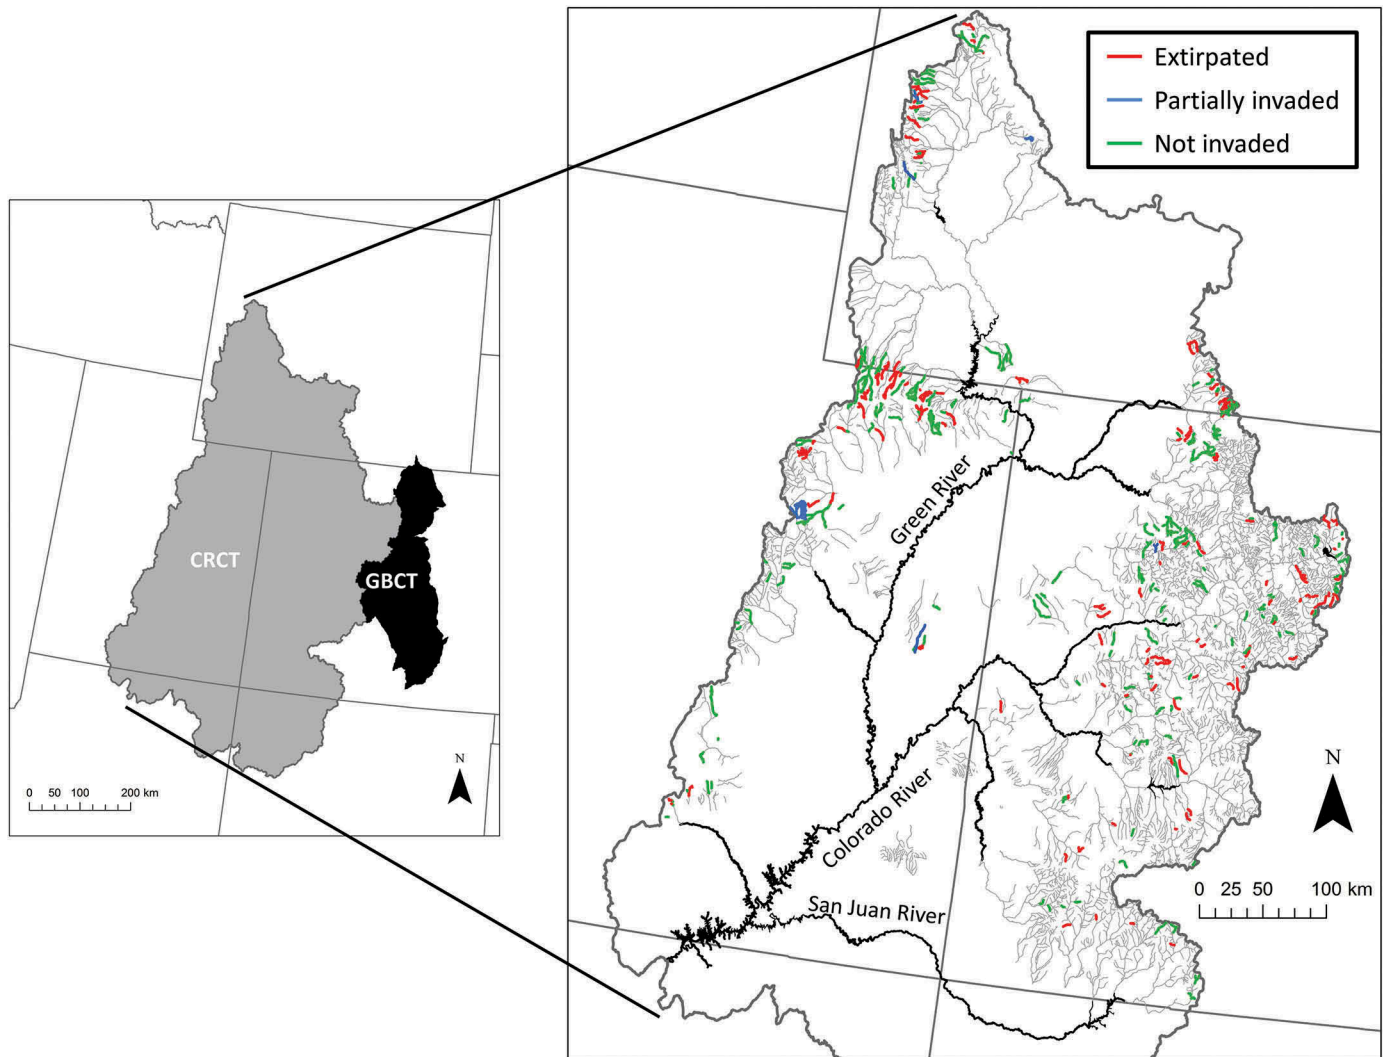 Extirpated
Partially invaded
Not invaded
CRCT
GBCT
N
0 50 100 200 km
Green River
Colorado River
San Juan River
N
0 25 50 100 km